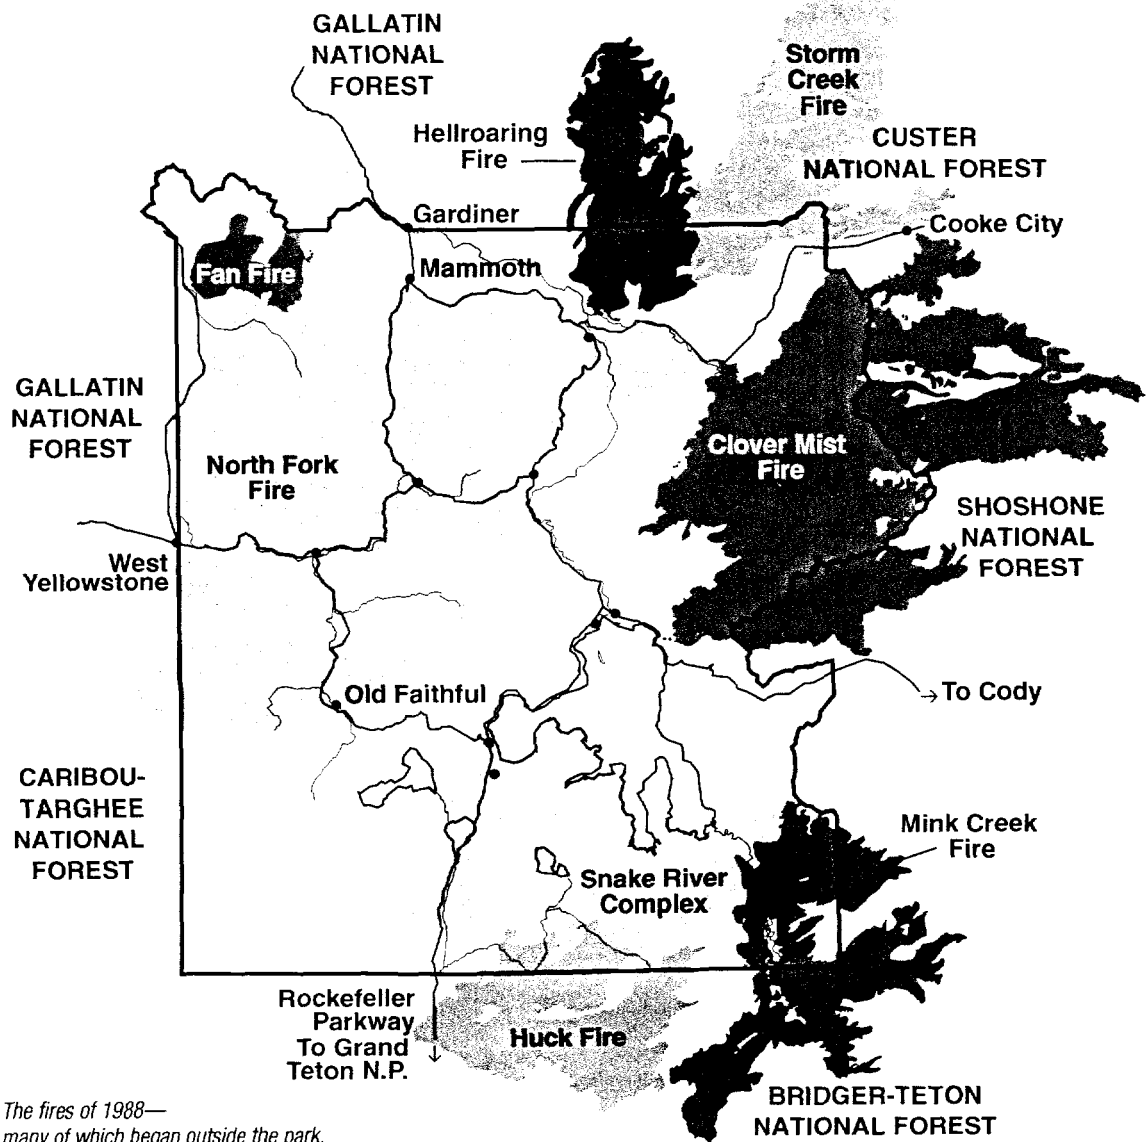 GALLATIN
NATIONAL
FOREST
Storm
Creek
Fire
Hellroaring
Fire
CUSTER
NATIONAL FOREST
Gardiner
Cooke City
Fan Fire
Mammoth
GALLATIN
NATIONAL
FOREST
North Fork
Fire
Clover Mist
Fire
SHOSHONE
NATIONAL
FOREST
West
Yellowstone
Old Faithful
To Cody
CARIBOU-
TARGHEE
NATIONAL
FOREST
Mink Creek
Fire
Snake River
Complex
Rockefeller
Parkway
To Grand
Teton N.P.
Huck Fire
BRIDGER-TETON
NATIONAL FOREST
The fires of 1988—
many of which began outside the park.